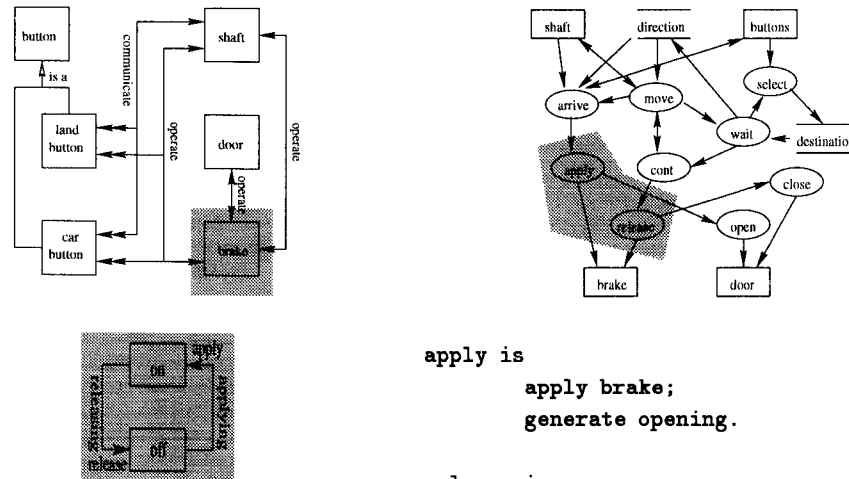 button
is a
communicate
shaft
land
button
operate
door
operate
operate
car
button
brake
shaft
direction
buttons
arrive
move
select
wait
destination
apply
cont
close
release
open
brake
door
on
apply
releasing
applying
release
off
apply is
apply brake;
generate opening.